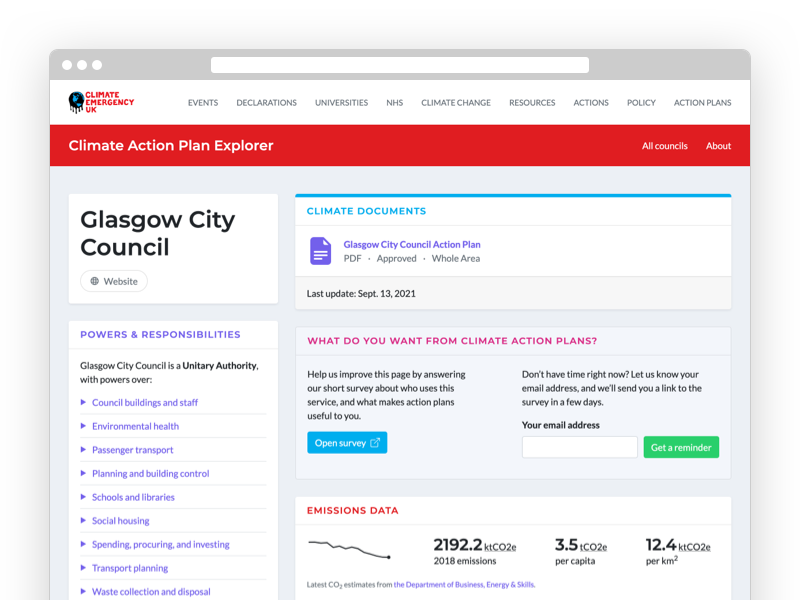 CLIMATE
EMERGENCY
UK
EVENTS DECLARATIONS UNIVERSITIES NHS CLIMATE CHANGE RESOURCES ACTIONS POLICY ACTION PLANS
Climate Action Plan Explorer
All councils About
Glasgow City
Council
Website
POWERS & RESPONSIBILITIES
Glasgow City Council is a Unitary Authority,
with powers over:
Council buildings and staff
Environmental health
Passenger transport
Planning and building control
Schools and libraries
Social housing
Spending, procuring, and investing
Transport planning
Waste collection and disposal
CLIMATE DOCUMENTS
Glasgow City Council Action Plan
PDF · Approved · Whole Area
Last update: Sept. 13, 2021
WHAT DO YOU WANT FROM CLIMATE ACTION PLANS?
Help us improve this page by answering
our short survey about who uses this
service, and what makes action plans
useful to you.
Open survey
Don't have time right now? Let us know your
email address, and we'll send you a link to the
survey in a few days.
Your email address
Get a reminder
EMISSIONS DATA
2192.2 ktCO2e
2018 emissions
3.5 tCO2e
per capita
12.4 ktCO2e
per km²
Latest CO₂ estimates from the Department of Business, Energy & Skills.